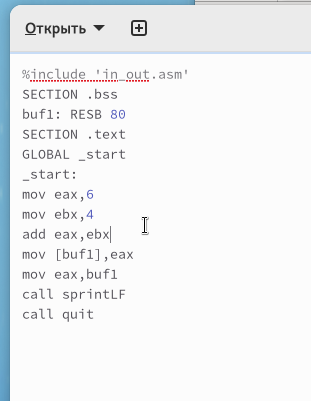 Открыть
%include 'in_out.asm'
SECTION .bss
buf1: RESB 80
SECTION .text
GLOBAL _start
_start:
mov eax,6
mov ebx,4
add eax,ebx
mov [buf1],eax
mov eax,buf1
call sprintLF
call quit